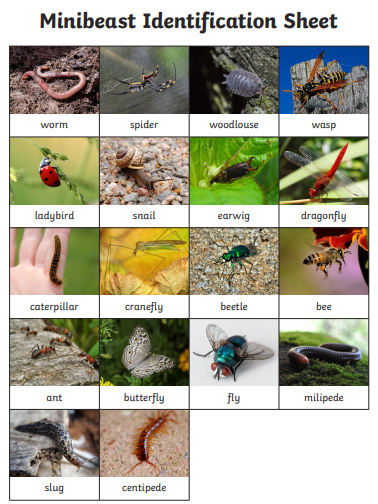 Minibeast Identification Sheet
worm
spider
woodlouse
wasp
ladybird
snail
earwig
dragonfly
caterpillar
cranefly
beetle
bee
ant
butterfly
fly
milipede
slug
centipede